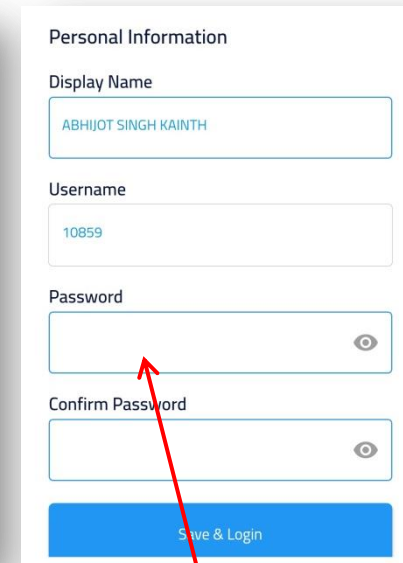 Personal Information
Display Name
ABHIJOT SINGH KAINTH
Username
10859
Password
Confirm Password
Save & Login